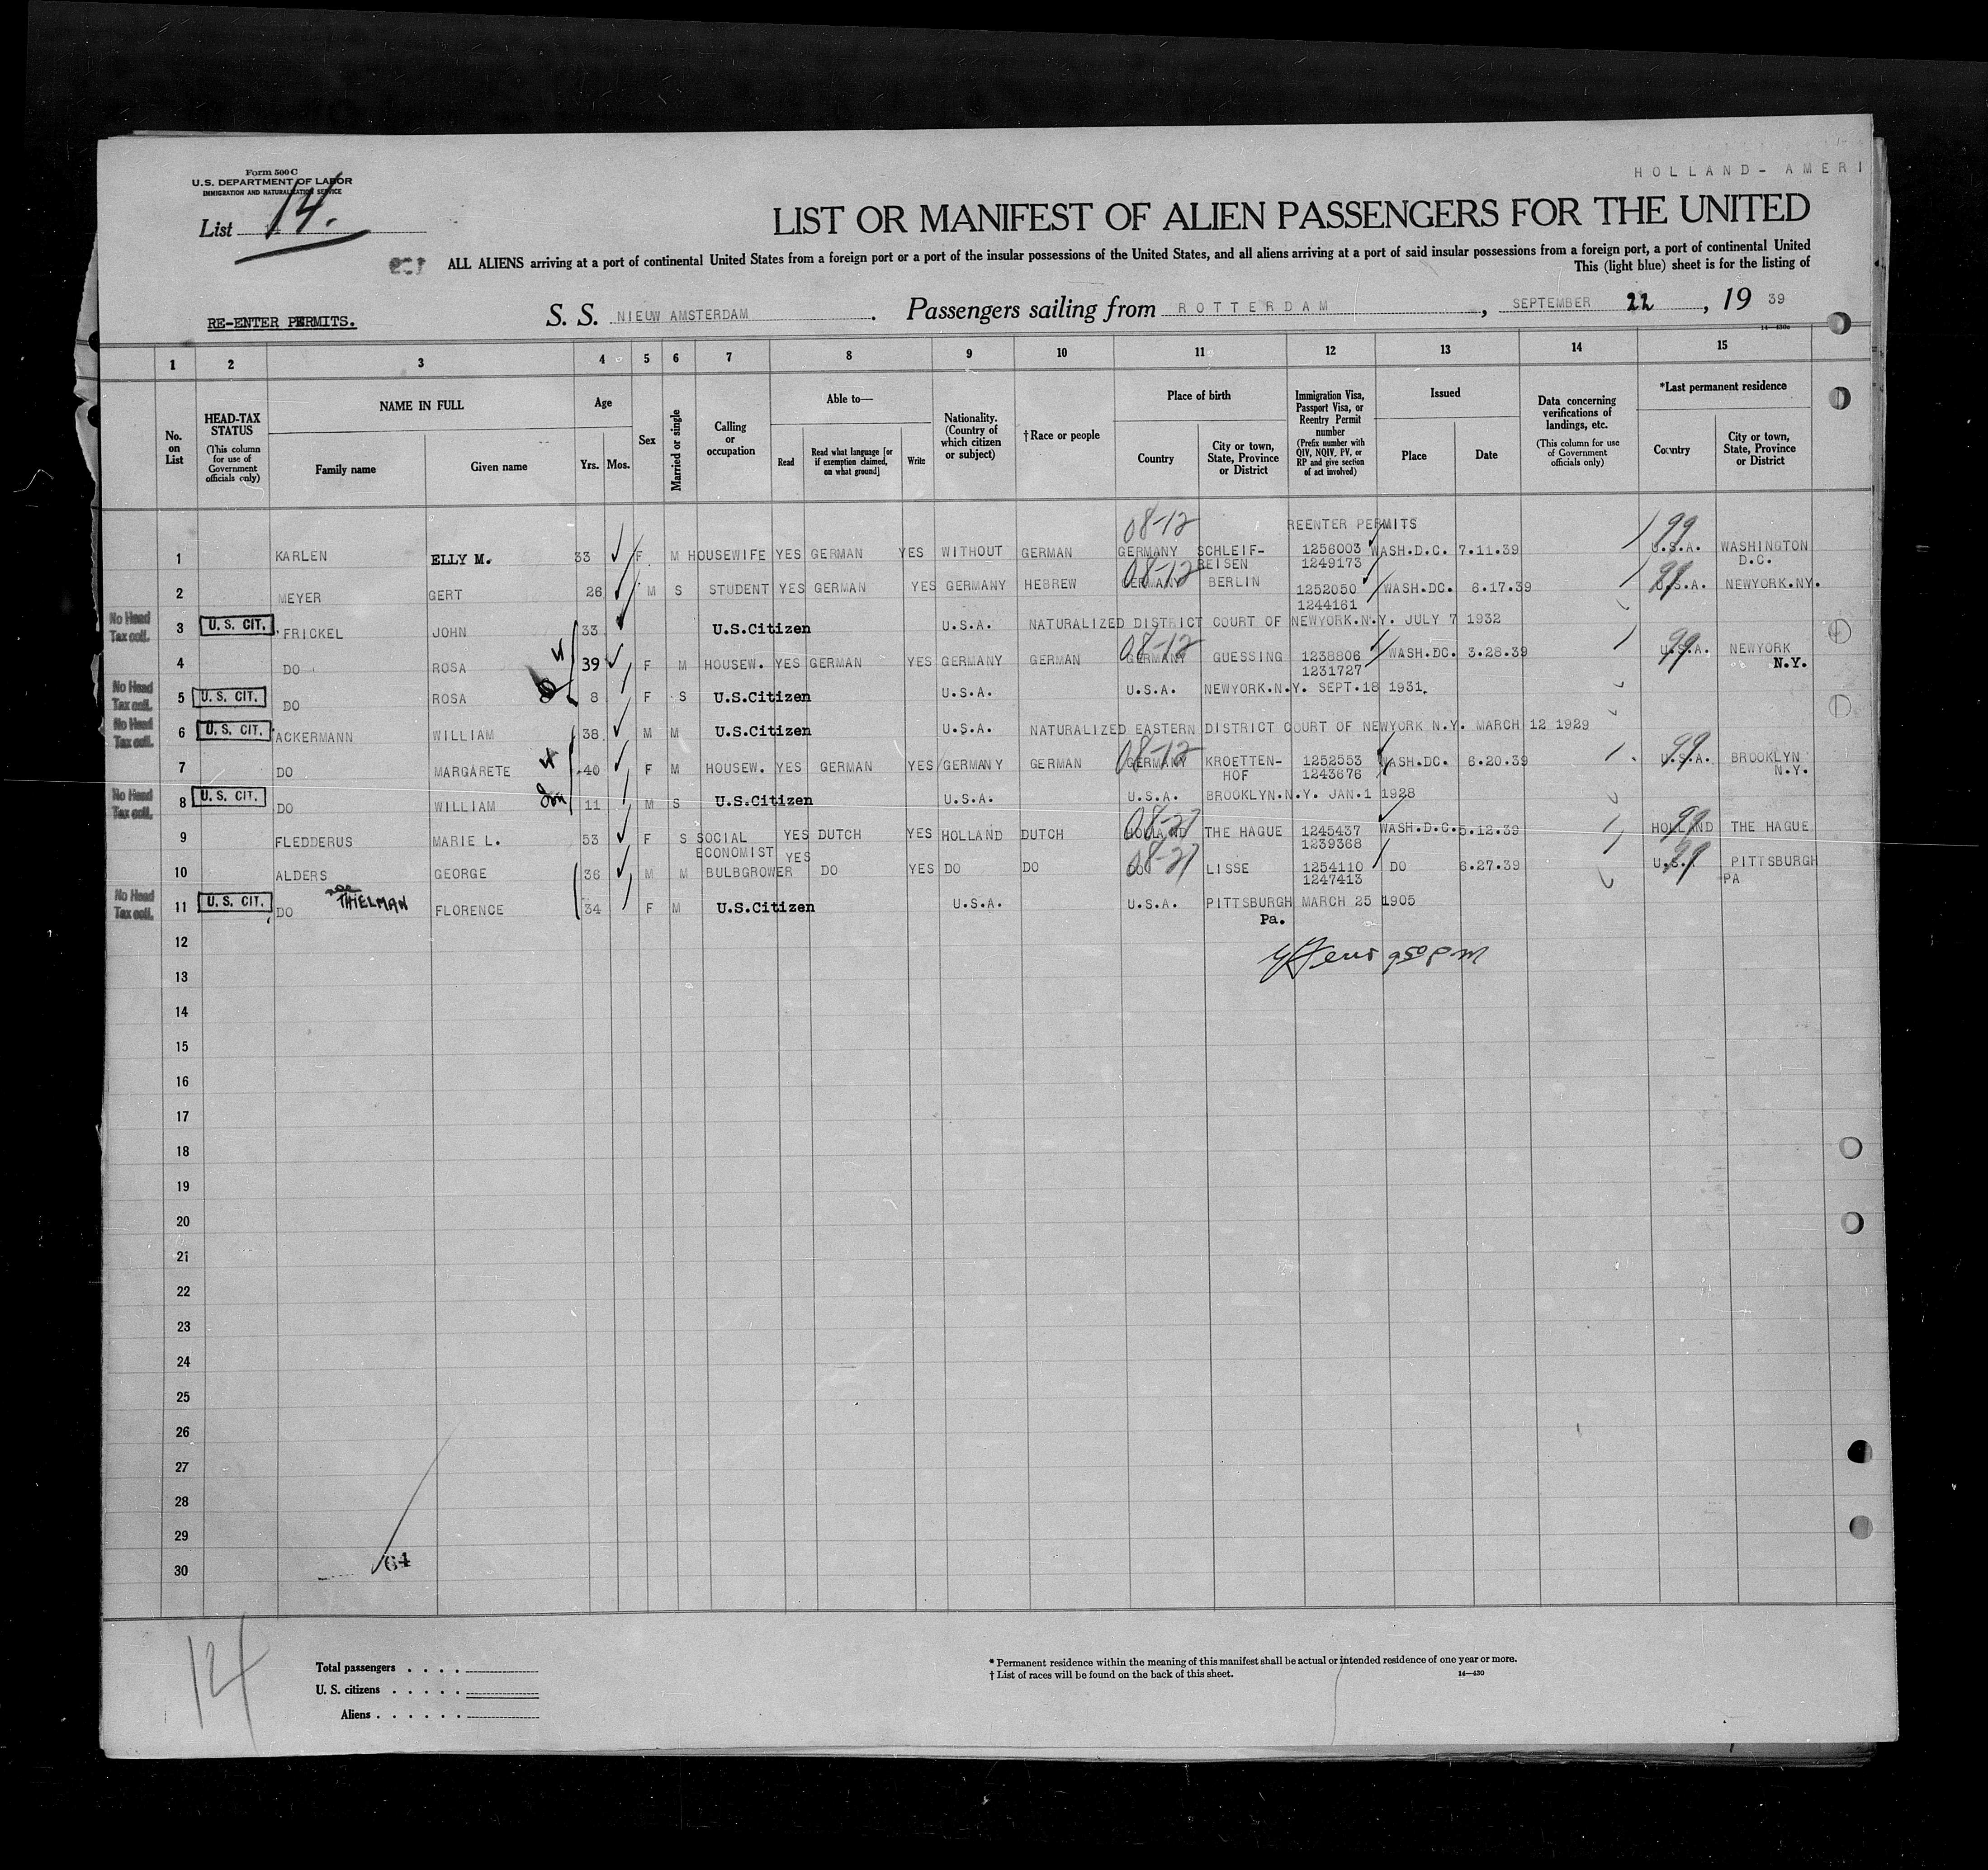 HOLLAND-AMERI
Form 500 C
U.S. DEPARTMENT OF LABOR
IMMIGRATION AND NATURALIZATION SERVICE
List 14.
LIST OR MANIFEST OF ALIEN PASSENGERS FOR THE UNITED
ALL ALIENS arriving at a port of continental United States from a foreign port or a port of the insular possessions of the United States, and all aliens arriving at a port of said insular possessions from a foreign port, a port of continental United
This (light blue) sheet is for the listing of
RE-ENTER PERMITS.
S. S. NIEUW AMSTERDAM. Passengers sailing from ROTTERDAM, SEPTEMBER 22, 19 39
14-430c
1 2 3 4 5 6 7 8 9 10 11 12 13 14 15
No. on List
HEAD-TAX STATUS
(This column for use of Government officials only)
NAME IN FULL
Family name
Given name
Age
Yrs.
Mos.
Sex
Married or single
Calling or occupation
Able to—
Read
Read what language [or if exemption claimed, on what ground]
Write
Nationality. (Country of which citizen or subject)
†Race or people
Place of birth
Country
City or town, State, Province or District
Immigration Visa, Passport Visa, or Reentry Permit number
(Prefix number with QIV, NQIV, PV, or RP and give section of act involved)
Issued
Place
Date
Data concerning verifications of landings, etc.
(This column for use of Government officials only)
*Last permanent residence
Country
City or town, State, Province or District
08-12 REENTER PERMITS 99
1 KARLEN ELLY M. 33 F M HOUSEWIFE YES GERMAN YES WITHOUT GERMAN GERMANY SCHLEIF- 1256003 WASH.D.C. 7.11.39 U.S.A. WASHINGTON
REISEN 1249173 D.C.
08-12 99
2 MEYER GERT 26 M S STUDENT YES GERMAN YES GERMANY HEBREW GERMANY BERLIN 1252050 WASH.DC. 6.17.39 U.S.A. NEWYORK.NY.
1244161
No Head Tax coll. 3 U. S. CIT. FRICKEL JOHN 33 U.S.Citizen U.S.A. NATURALIZED DISTRICT COURT OF NEWYORK.N.Y. JULY 7 1932
08-12 99
4 DO ROSA 39 F M HOUSEW. YES GERMAN YES GERMANY GERMAN GERMANY GUESSING 1238806 WASH.DC. 3.28.39 U.S.A. NEWYORK
1231727 N.Y.
No Head Tax coll. 5 U. S. CIT. DO ROSA 8 F S U.S.Citizen U.S.A. U.S.A. NEWYORK.N.Y. SEPT.18 1931.
No Head Tax coll. 6 U. S. CIT. ACKERMANN WILLIAM 38 M M U.S.Citizen U.S.A. NATURALIZED EASTERN DISTRICT COURT OF NEWYORK N.Y. MARCH 12 1929
08-12 99
7 DO MARGARETE 40 F M HOUSEW. YES GERMAN YES GERMANY GERMAN GERMANY KROETTEN- 1252553 WASH.DC. 6.20.39 U.S.A. BROOKLYN
HOF 1243676 N.Y.
No Head Tax coll. 8 U. S. CIT. DO WILLIAM 11 M S U.S.Citizen U.S.A. U.S.A. BROOKLYN.N.Y. JAN.1 1928
08-27 99
9 FLEDDERUS MARIE L. 53 F S SOCIAL YES DUTCH YES HOLLAND DUTCH HOLLAND THE HAGUE 1245437 WASH.D.C. 5.12.39 HOLLAND THE HAGUE
ECONOMIST 1239368
08-27 99
10 ALDERS GEORGE 36 M M BULBGROWER YES DO YES DO DO DO LISSE 1254110 DO 6.27.39 U.S. PITTSBURGH
1247413 PA
No Head Tax coll. 11 U. S. CIT. DO nee THIELMAN FLORENCE 34 F M U.S.Citizen U.S.A. U.S.A. PITTSBURGH MARCH 25 1905
Pa.
12
950 PM
13
14
15
16
17
18
19
20
21
22
23
24
25
26
27
28
29
30
64
14
Total passengers
U. S. citizens
Aliens
* Permanent residence within the meaning of this manifest shall be actual or intended residence of one year or more.
† List of races will be found on the back of this sheet.
14—430